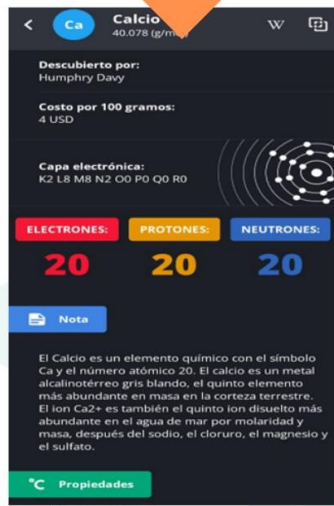 Ca
Calcio
40.078
W
Descubierto por:
Humphry Davy
Costo por 100 gramos:
4 USD
Capa electrónica:
K2 L8 M8 N2 O0 P0 Q0 R0
ELECTRONES: PROTONES: NEUTRONES:
20 20 20
Nota
El Calcio es un elemento químico con el símbolo
Ca y el número atómico 20. El calcio es un metal
alcalinotérreo gris blando, el quinto elemento
más abundante en masa en la corteza terrestre.
El ion Ca2+ es también el quinto ion disuelto más
abundante en el agua de mar por molaridad y
masa, después del sodio, el cloruro, el magnesio y
el sulfato.
°C Propiedades